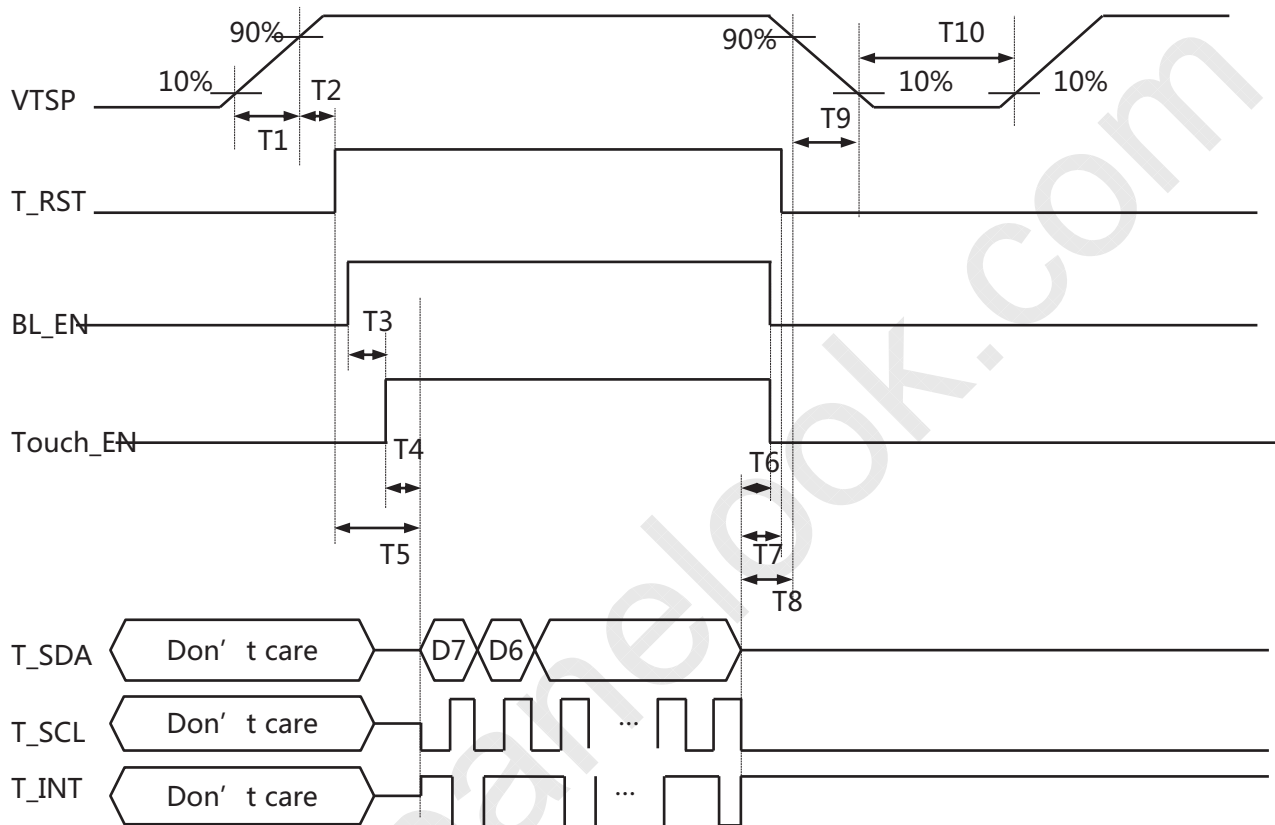 90%
90%
T10
10%
T2
10%
10%
VTSP
T1
T9
T_RST
BL_EN
T3
Touch_EN
T4
T6
T5
T7
T8
T_SDA
Don' t care
D7
D6
T_SCL
Don' t care
...
T_INT
Don' t care
...
panelook.com